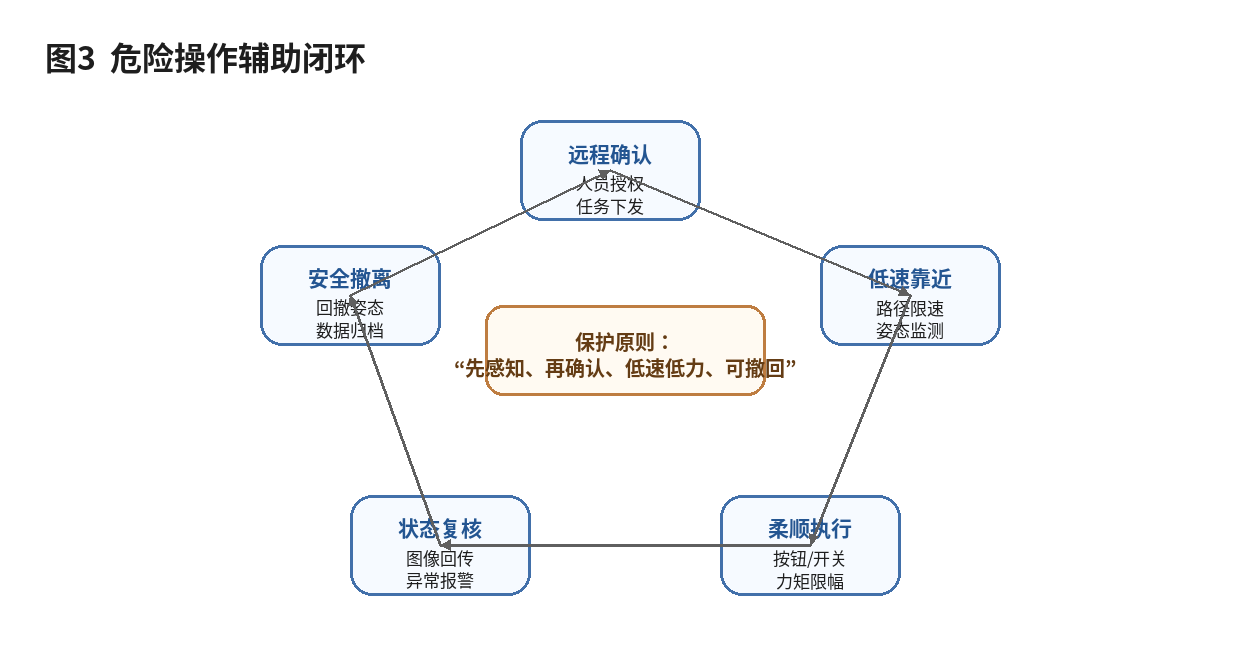 图3 危险操作辅助闭环
远程确认
人员授权
任务下发
安全撤离
回撤姿态
数据归档
低速靠近
路径限速
姿态监测
保护原则：
“先感知、再确认、低速低力、可撤回”
状态复核
图像回传
异常报警
柔顺执行
按钮/开关
力矩限幅